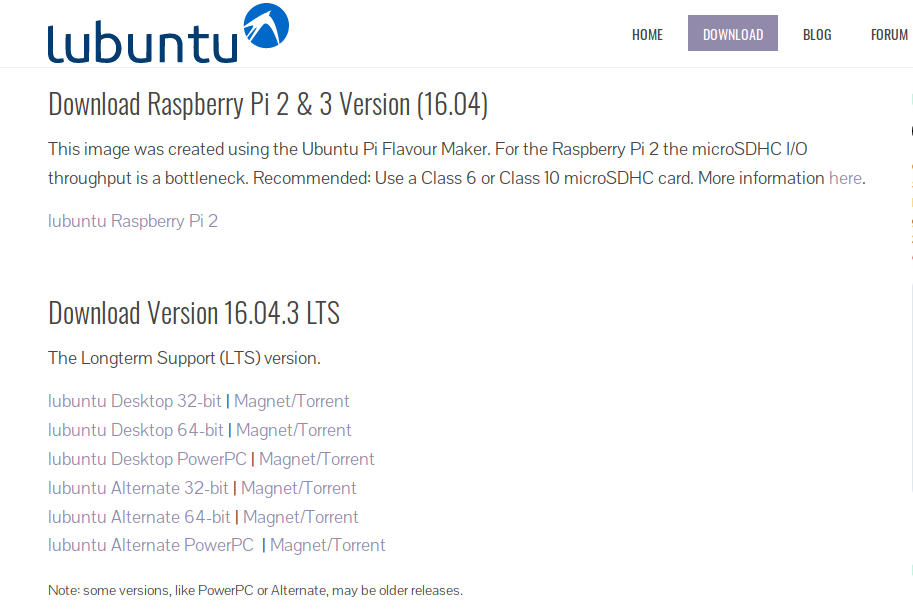 lubuntu
HOME
DOWNLOAD
BLOG
FORUM
Download Raspberry Pi 2 & 3 Version (16.04)
This image was created using the Ubuntu Pi Flavour Maker. For the Raspberry Pi 2 the microSDHC I/O
throughput is a bottleneck. Recommended: Use a Class 6 or Class 10 microSDHC card. More information here.
lubuntu Raspberry Pi 2
Download Version 16.04.3 LTS
The Longterm Support (LTS) version.
lubuntu Desktop 32-bit | Magnet/Torrent
lubuntu Desktop 64-bit | Magnet/Torrent
lubuntu Desktop PowerPC | Magnet/Torrent
lubuntu Alternate 32-bit | Magnet/Torrent
lubuntu Alternate 64-bit | Magnet/Torrent
lubuntu Alternate PowerPC | Magnet/Torrent
Note: some versions, like PowerPC or Alternate, may be older releases.